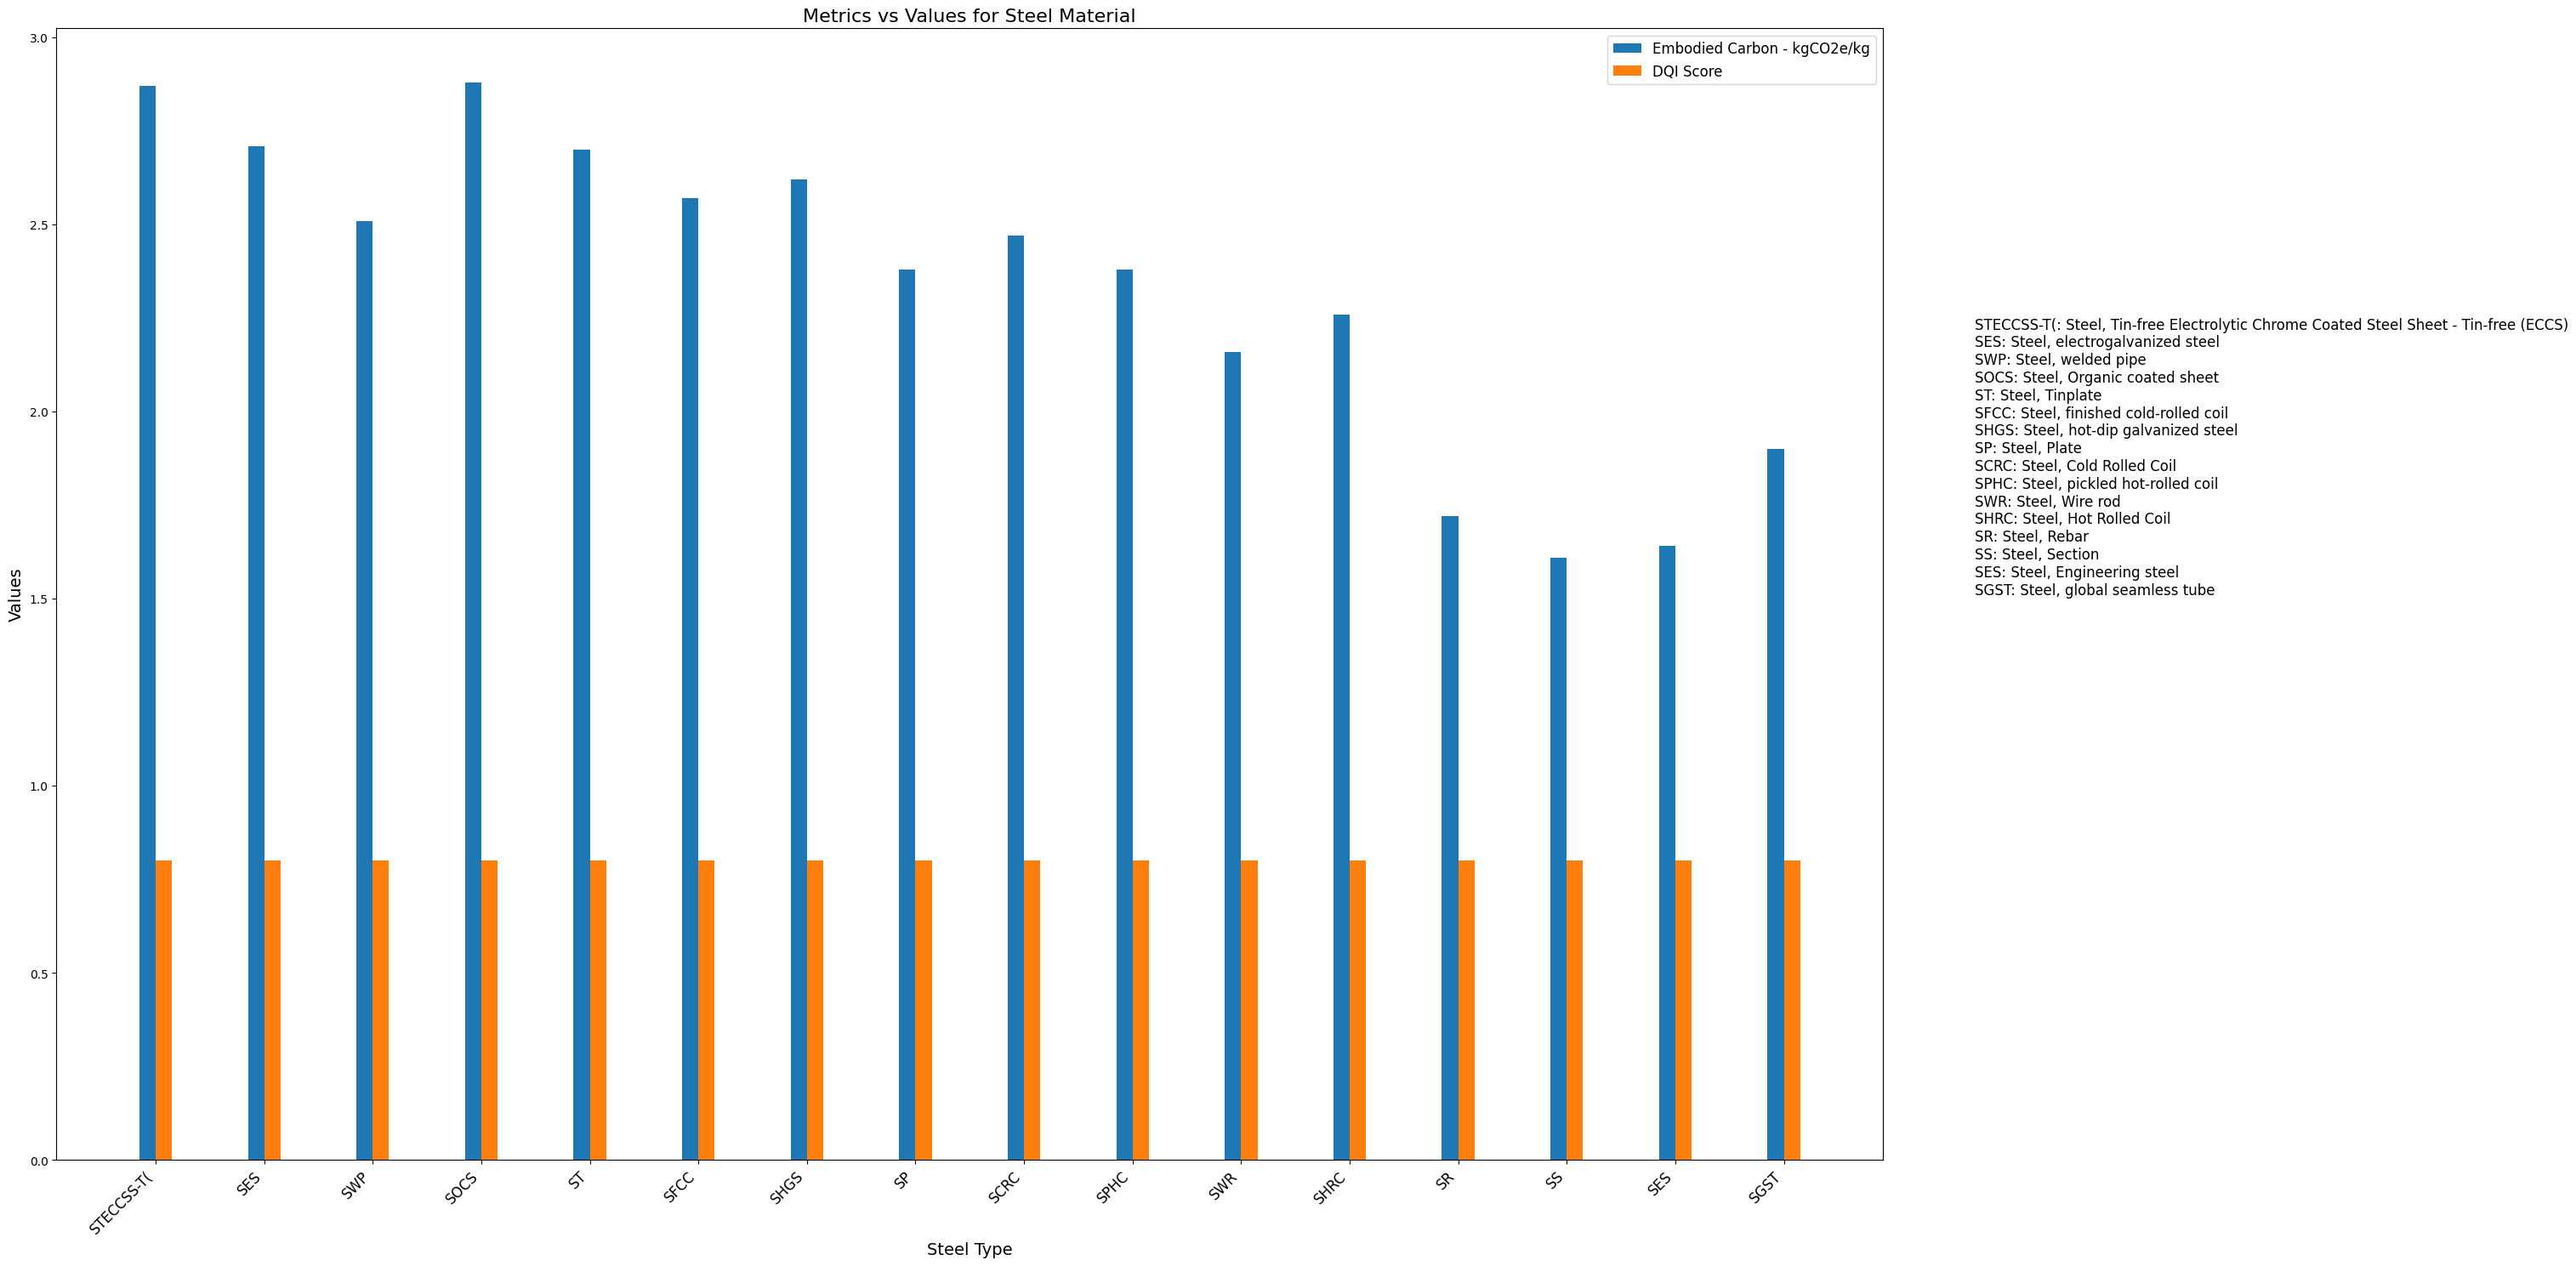 Metrics vs Values for Steel Material
Embodied Carbon - kgCO2e/kg
DQI Score
3.0
2.5
2.0
1.5
1.0
0.5
0.0
Values
STECCSS-T(
SES
SWP
SOCS
ST
SFCC
SHGS
SP
SCRC
SPHC
SWR
SHRC
SR
SS
SES
SGST
Steel Type
STECCSS-T(: Steel, Tin-free Electrolytic Chrome Coated Steel Sheet - Tin-free (ECCS)
SES: Steel, electrogalvanized steel
SWP: Steel, welded pipe
SOCS: Steel, Organic coated sheet
ST: Steel, Tinplate
SFCC: Steel, finished cold-rolled coil
SHGS: Steel, hot-dip galvanized steel
SP: Steel, Plate
SCRC: Steel, Cold Rolled Coil
SPHC: Steel, pickled hot-rolled coil
SWR: Steel, Wire rod
SHRC: Steel, Hot Rolled Coil
SR: Steel, Rebar
SS: Steel, Section
SES: Steel, Engineering steel
SGST: Steel, global seamless tube